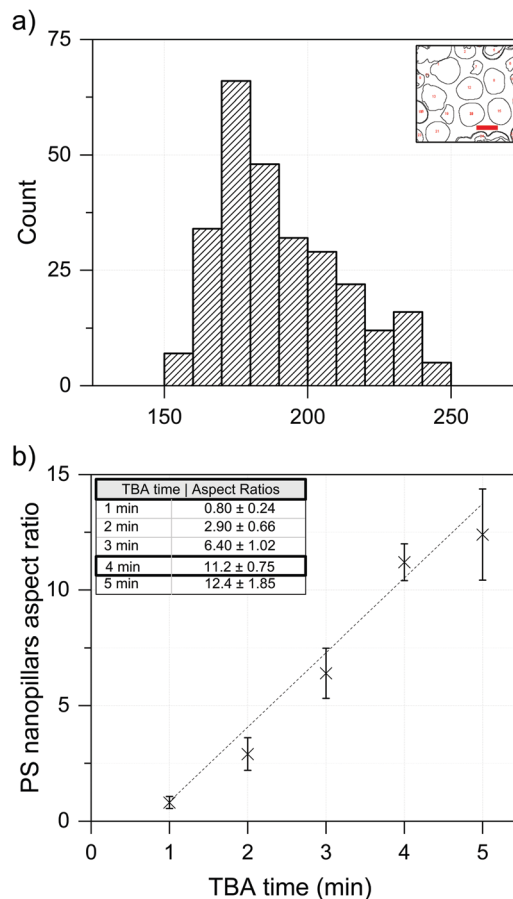 a)
75
50
25
0
Count
150
200
250
b)
15
10
5
0
PS nanopillars aspect ratio
TBA time | Aspect Ratios
1 min 0.80 ± 0.24
2 min 2.90 ± 0.66
3 min 6.40 ± 1.02
4 min 11.2 ± 0.75
5 min 12.4 ± 1.85
0 1 2 3 4 5
TBA time (min)